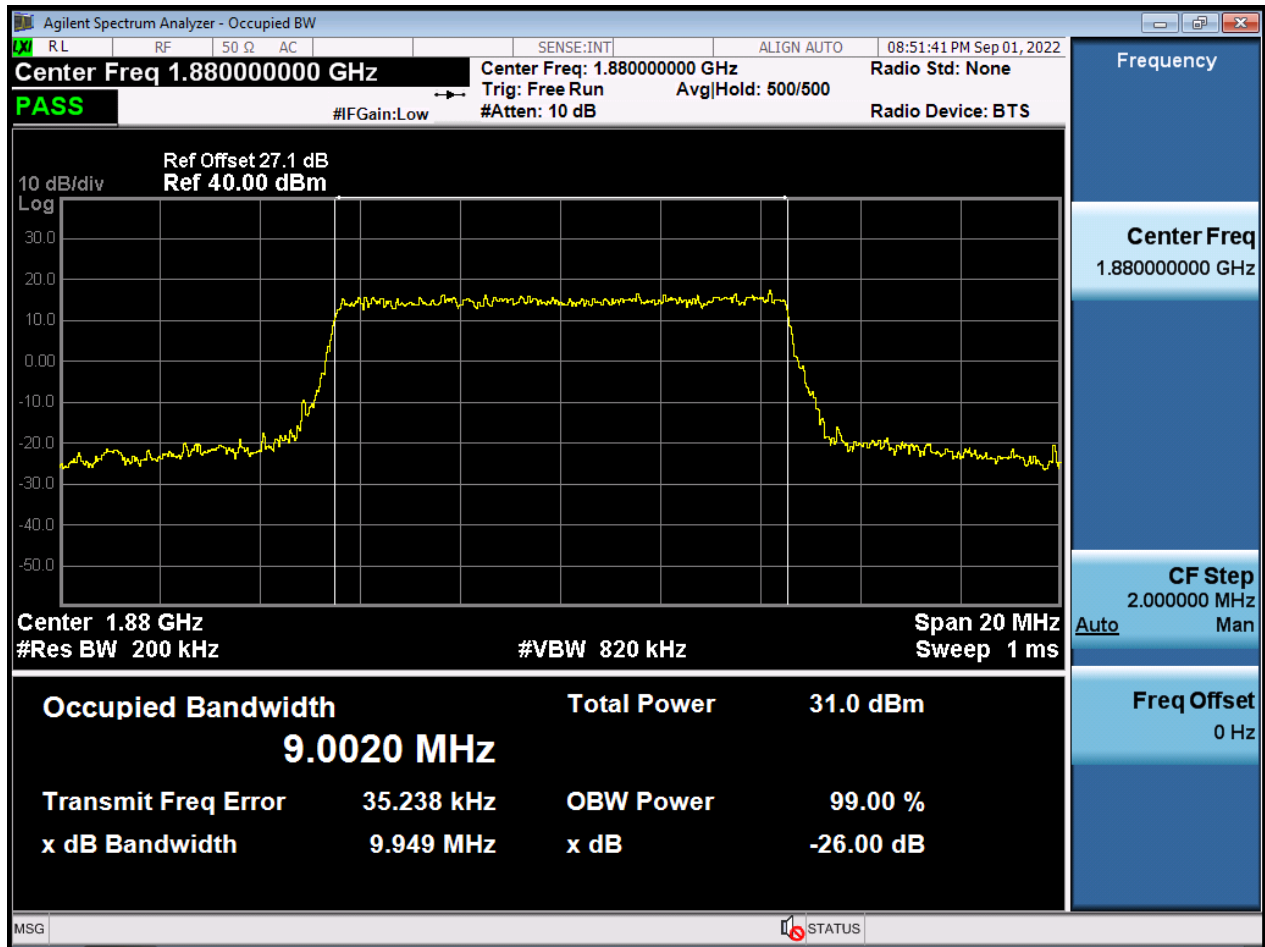 Agilent Spectrum Analyzer - Occupied BW
LXI RL RF 50 Ω AC SENSE:INT ALIGN AUTO 08:51:41 PM Sep 01, 2022
Center Freq 1.880000000 GHz
PASS
#IFGain:Low
Center Freq: 1.880000000 GHz
Trig: Free Run Avg|Hold: 500/500
#Atten: 10 dB
Radio Std: None
Radio Device: BTS
Ref Offset 27.1 dB
10 dB/div Ref 40.00 dBm
Log
30.0
20.0
10.0
0.00
-10.0
-20.0
-30.0
-40.0
-50.0
Center 1.88 GHz Span 20 MHz
#Res BW 200 kHz #VBW 820 kHz Sweep 1 ms
Occupied Bandwidth Total Power 31.0 dBm
9.0020 MHz
Transmit Freq Error 35.238 kHz OBW Power 99.00 %
x dB Bandwidth 9.949 MHz x dB -26.00 dB
MSG STATUS
Frequency
Center Freq
1.880000000 GHz
CF Step
2.000000 MHz
Auto Man
Freq Offset
0 Hz